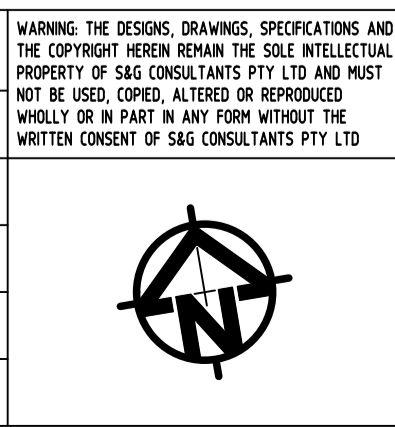 WARNING: THE DESIGNS, DRAWINGS, SPECIFICATIONS AND
THE COPYRIGHT HEREIN REMAIN THE SOLE INTELLECTUAL
PROPERTY OF S&G CONSULTANTS PTY LTD AND MUST
NOT BE USED, COPIED, ALTERED OR REPRODUCED
WHOLLY OR IN PART IN ANY FORM WITHOUT THE
WRITTEN CONSENT OF S&G CONSULTANTS PTY LTD
N